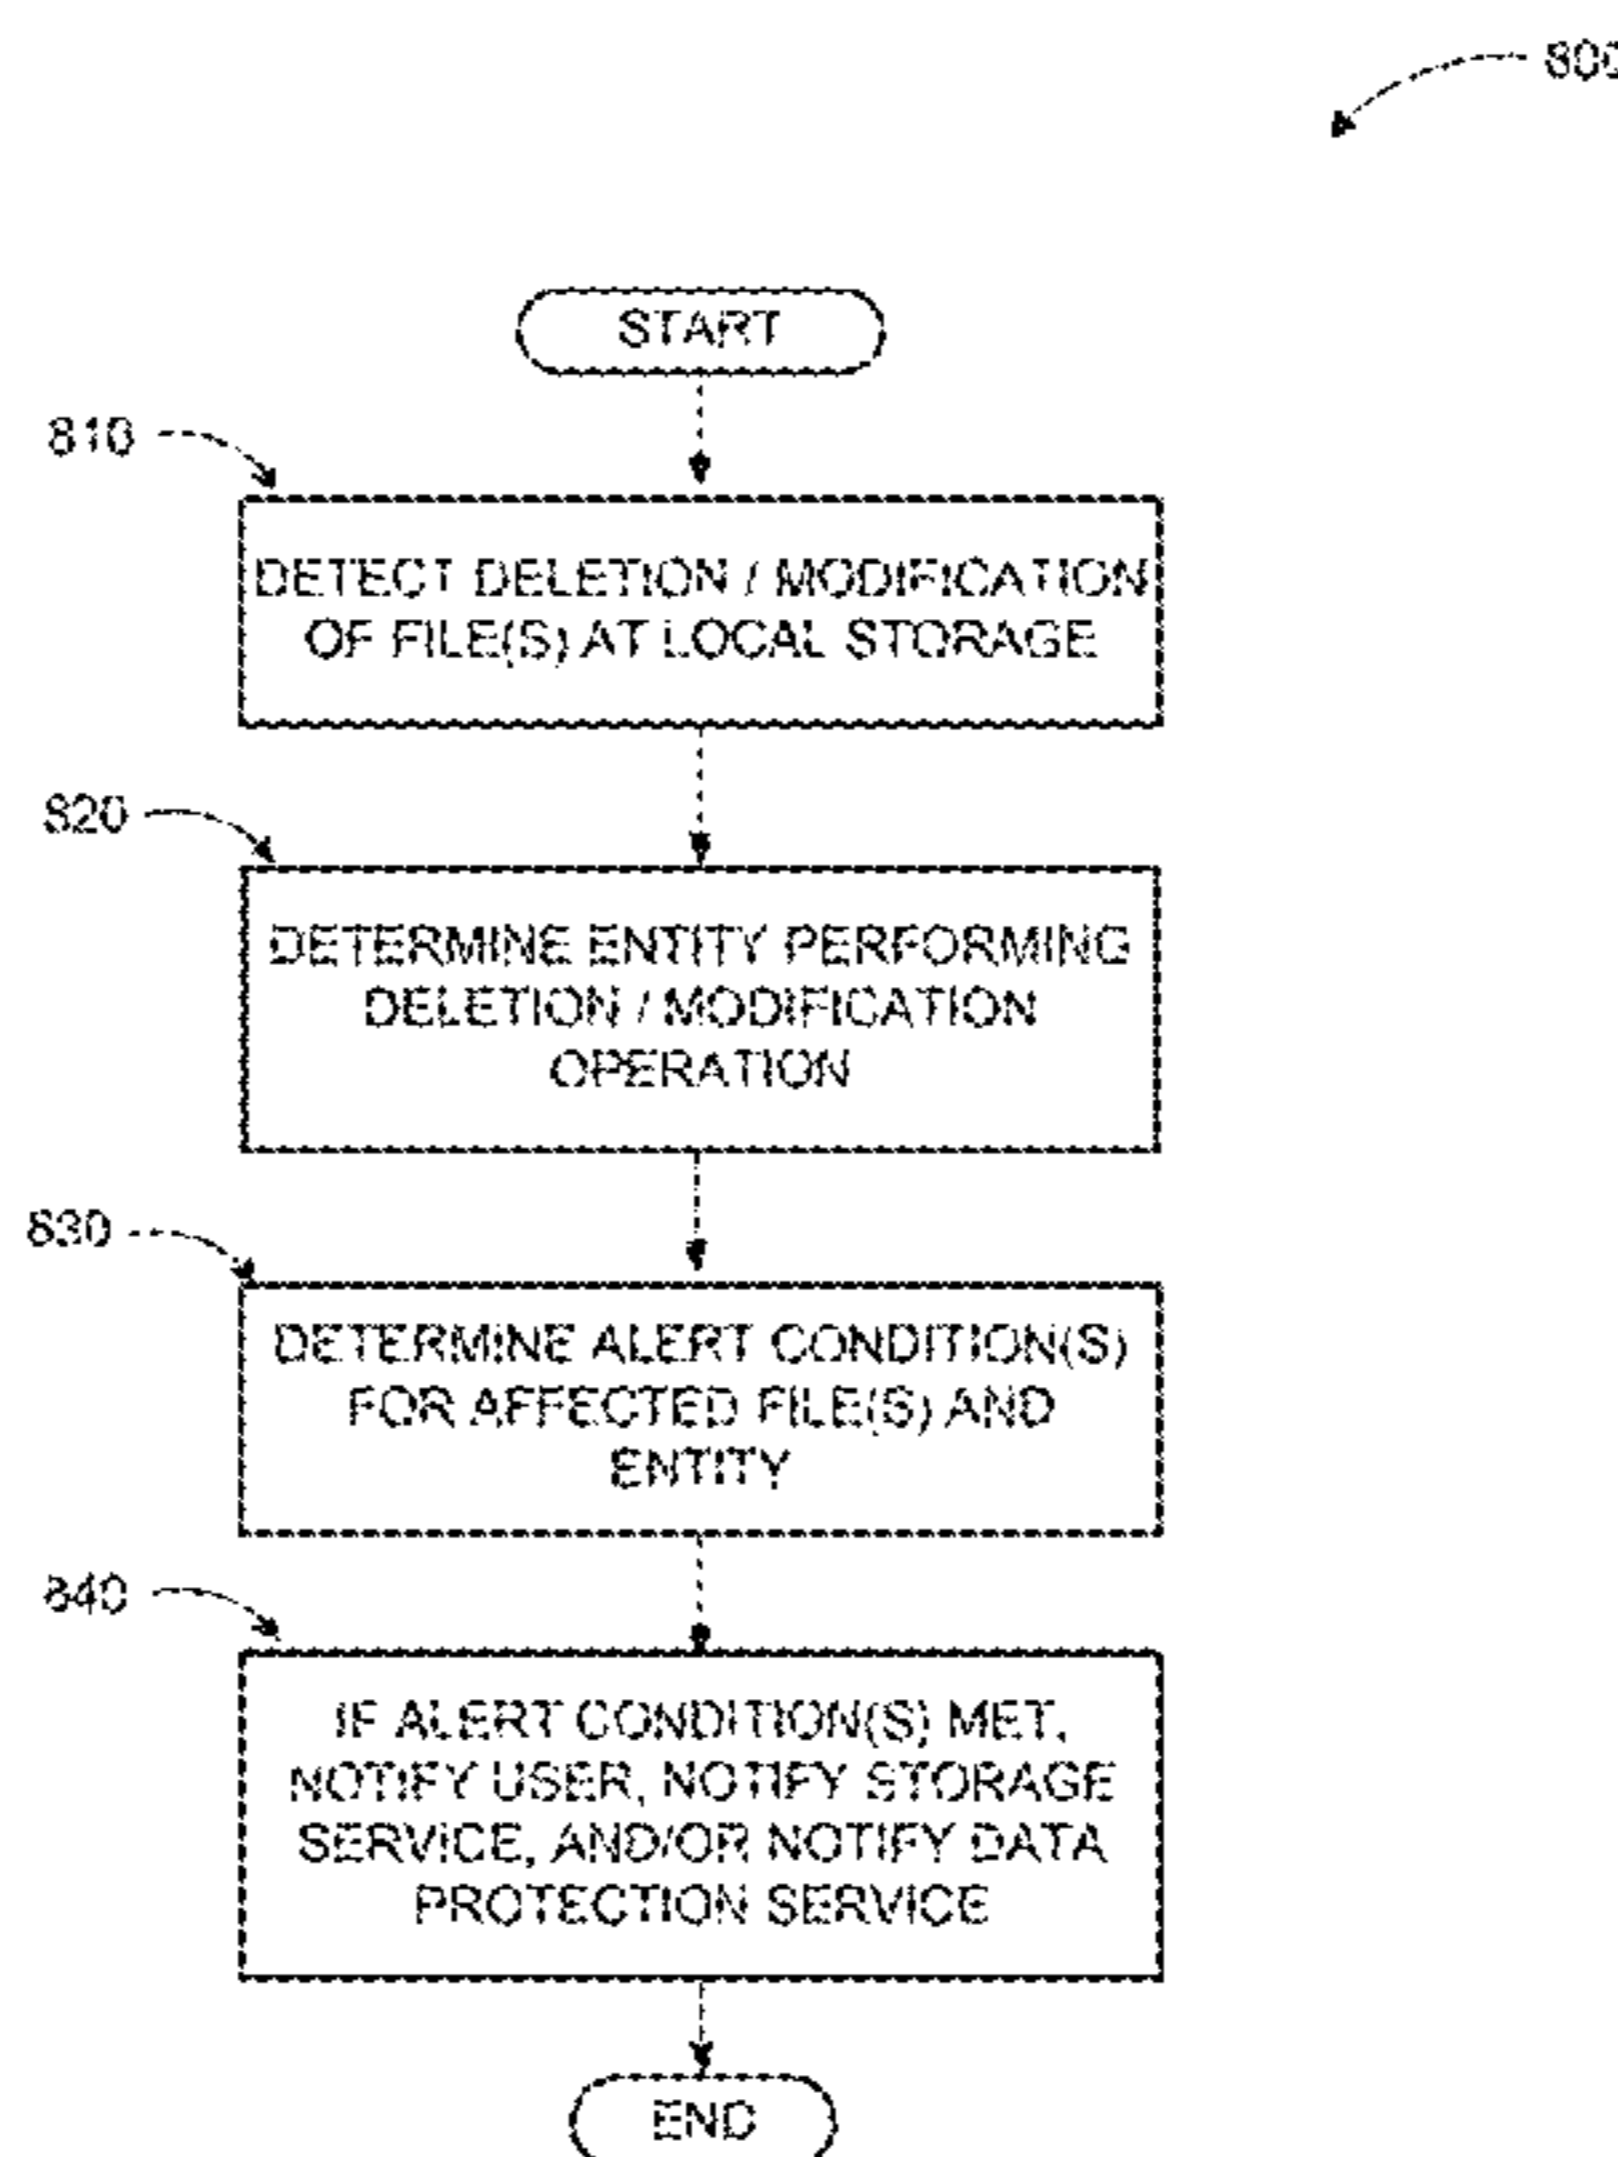 800
START
810
DETECT DELETION / MODIFICATION
OF FILE(S) AT LOCAL STORAGE
820
DETERMINE ENTITY PERFORMING
DELETION / MODIFICATION
OPERATION
830
DETERMINE ALERT CONDITION(S)
FOR AFFECTED FILE(S) AND
ENTITY
840
IF ALERT CONDITION(S) MET,
NOTIFY USER, NOTIFY STORAGE
SERVICE, AND/OR NOTIFY DATA
PROTECTION SERVICE
END